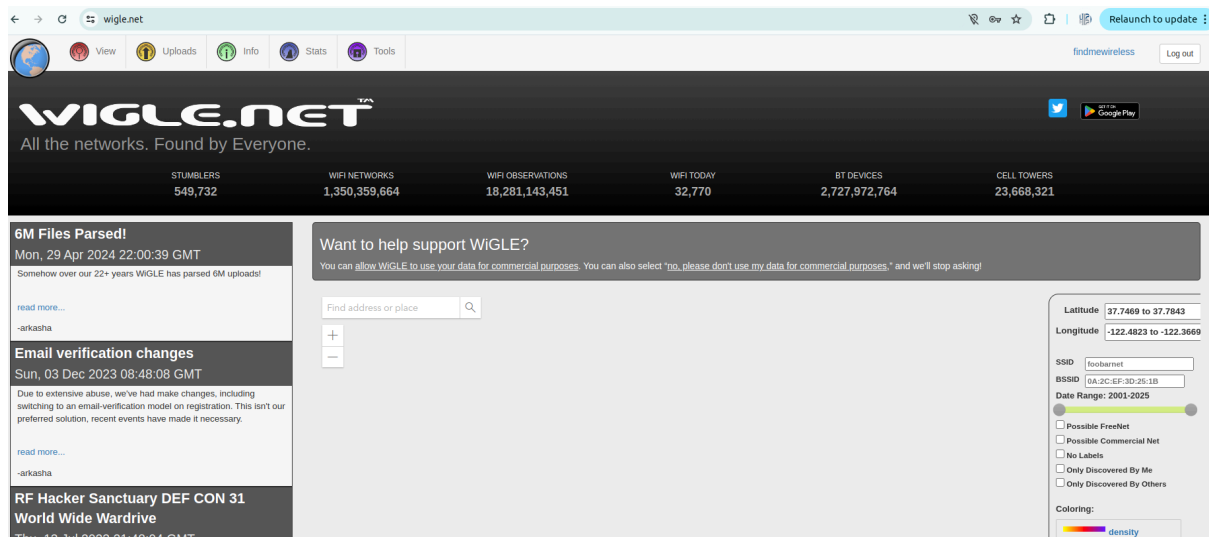 wigle.net
Relaunch to update
View Uploads Info Stats Tools
findmewireless Log out
WIGLE.NET TM
All the networks. Found by Everyone.
GET IT ON
Google Play
STUMBLERS WIFI NETWORKS WIFI OBSERVATIONS WIFI TODAY BT DEVICES CELL TOWERS
549,732 1,350,359,664 18,281,143,451 32,770 2,727,972,764 23,668,321
6M Files Parsed!
Mon, 29 Apr 2024 22:00:39 GMT
Somehow over our 22+ years WiGLE has parsed 6M uploads!
read more...
-arkasha
Email verification changes
Sun, 03 Dec 2023 08:48:08 GMT
Due to extensive abuse, we've had make changes, including
switching to an email-verification model on registration. This isn't our
preferred solution, recent events have made it necessary.
read more...
-arkasha
RF Hacker Sanctuary DEF CON 31
World Wide Wardrive
Want to help support WiGLE?
You can allow WiGLE to use your data for commercial purposes. You can also select "no, please don't use my data for commercial purposes," and we'll stop asking!
Find address or place
+
−
Latitude 37.7469 to 37.7843
Longitude -122.4823 to -122.3669
SSID foobarnet
BSSID 0A:2C:EF:3D:25:1B
Date Range: 2001-2025
Possible FreeNet
Possible Commercial Net
No Labels
Only Discovered By Me
Only Discovered By Others
Coloring:
density